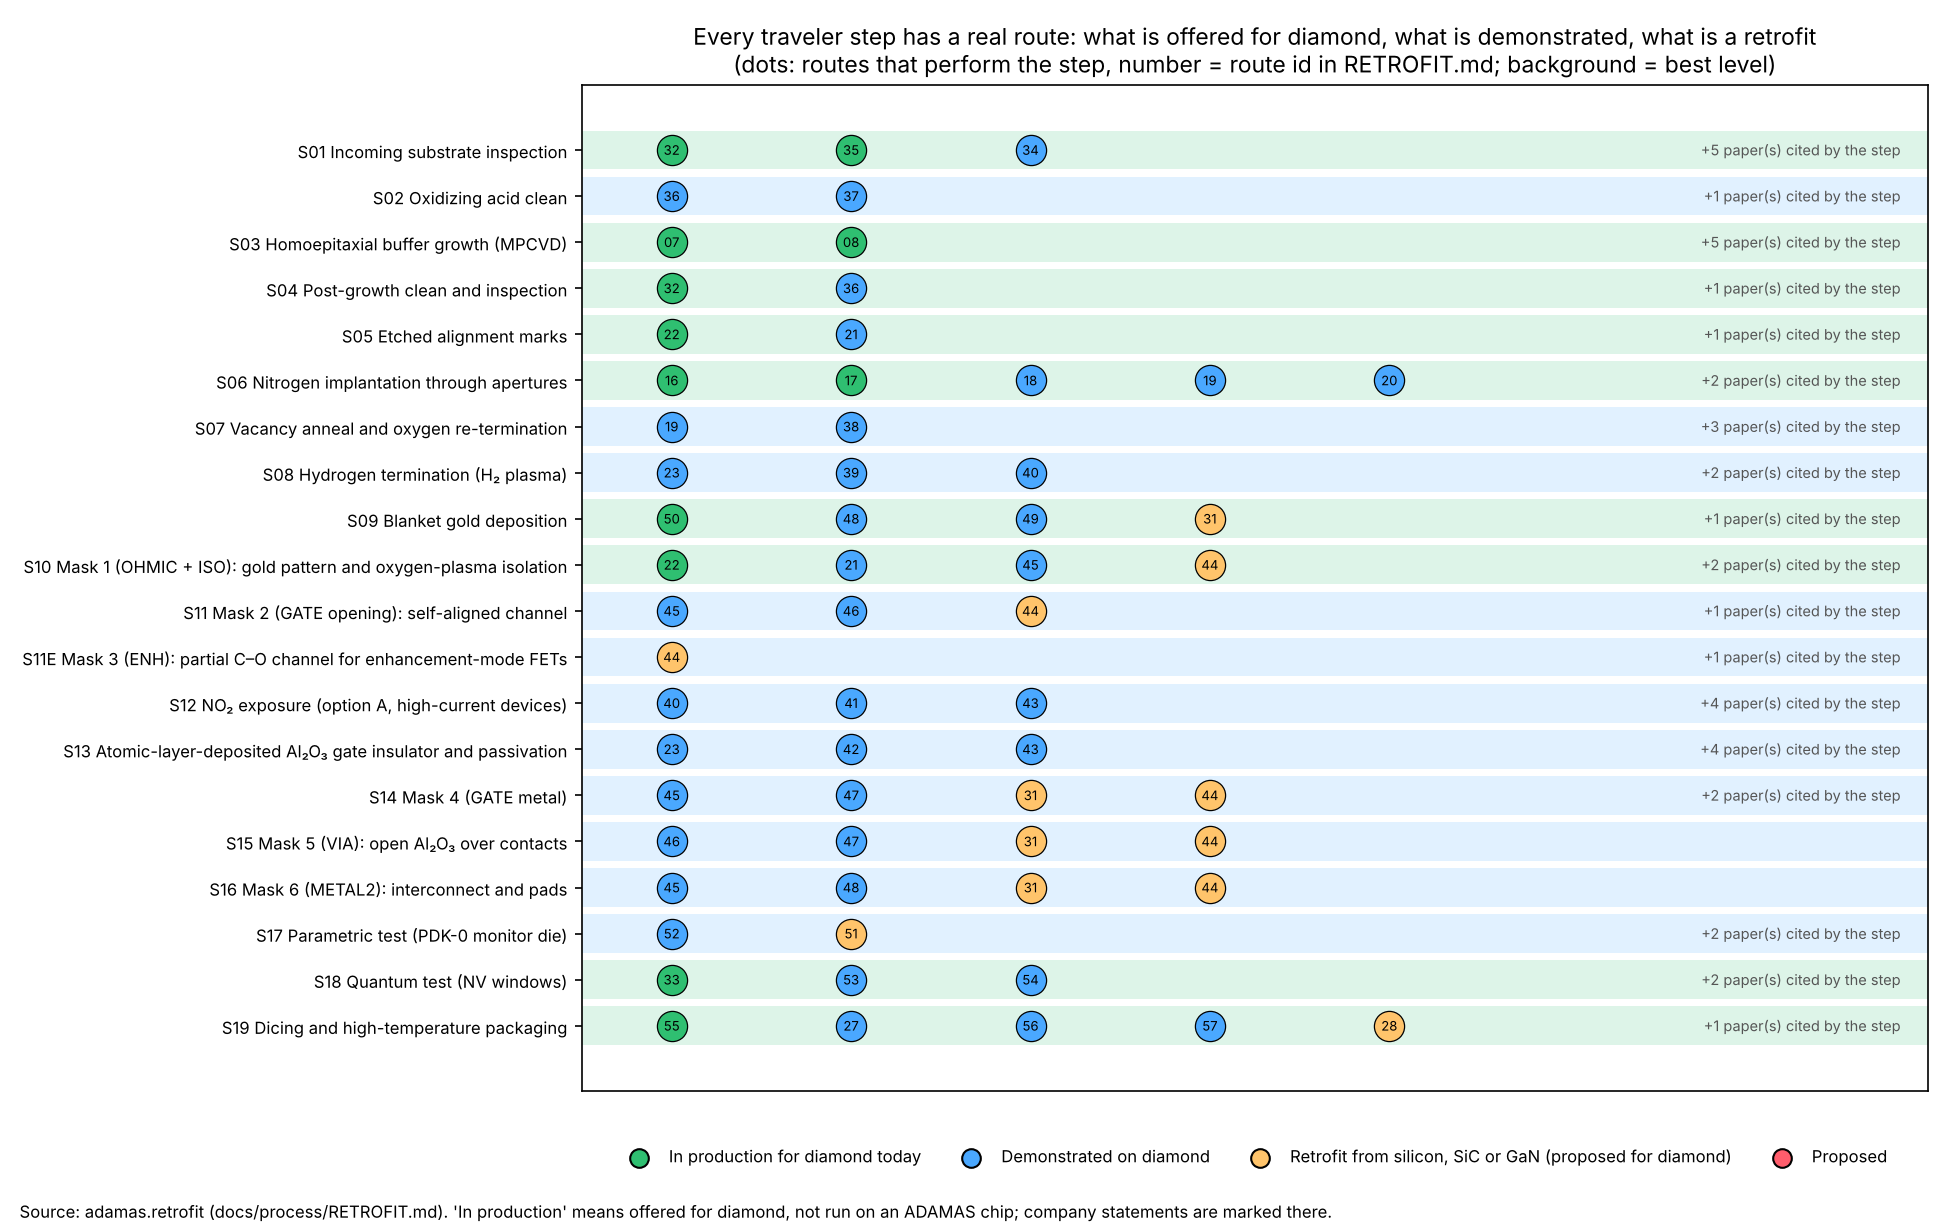 Every traveler step has a real route: what is offered for diamond, what is demonstrated, what is a retrofit
(dots: routes that perform the step, number = route id in RETROFIT.md; background = best level)
S01 Incoming substrate inspection 32 35 34 +5 paper(s) cited by the step
S02 Oxidizing acid clean 36 37 +1 paper(s) cited by the step
S03 Homoepitaxial buffer growth (MPCVD) 07 08 +5 paper(s) cited by the step
S04 Post-growth clean and inspection 32 36 +1 paper(s) cited by the step
S05 Etched alignment marks 22 21 +1 paper(s) cited by the step
S06 Nitrogen implantation through apertures 16 17 18 19 20 +2 paper(s) cited by the step
S07 Vacancy anneal and oxygen re-termination 19 38 +3 paper(s) cited by the step
S08 Hydrogen termination (H₂ plasma) 23 39 40 +2 paper(s) cited by the step
S09 Blanket gold deposition 50 48 49 31 +1 paper(s) cited by the step
S10 Mask 1 (OHMIC + ISO): gold pattern and oxygen-plasma isolation 22 21 45 44 +2 paper(s) cited by the step
S11 Mask 2 (GATE opening): self-aligned channel 45 46 44 +1 paper(s) cited by the step
S11E Mask 3 (ENH): partial C–O channel for enhancement-mode FETs 44 +1 paper(s) cited by the step
S12 NO₂ exposure (option A, high-current devices) 40 41 43 +4 paper(s) cited by the step
S13 Atomic-layer-deposited Al₂O₃ gate insulator and passivation 23 42 43 +4 paper(s) cited by the step
S14 Mask 4 (GATE metal) 45 47 31 44 +2 paper(s) cited by the step
S15 Mask 5 (VIA): open Al₂O₃ over contacts 46 47 31 44
S16 Mask 6 (METAL2): interconnect and pads 45 48 31 44
S17 Parametric test (PDK-0 monitor die) 52 51 +2 paper(s) cited by the step
S18 Quantum test (NV windows) 33 53 54 +2 paper(s) cited by the step
S19 Dicing and high-temperature packaging 55 27 56 57 28 +1 paper(s) cited by the step
In production for diamond today Demonstrated on diamond Retrofit from silicon, SiC or GaN (proposed for diamond) Proposed
Source: adamas.retrofit (docs/process/RETROFIT.md). 'In production' means offered for diamond, not run on an ADAMAS chip; company statements are marked there.